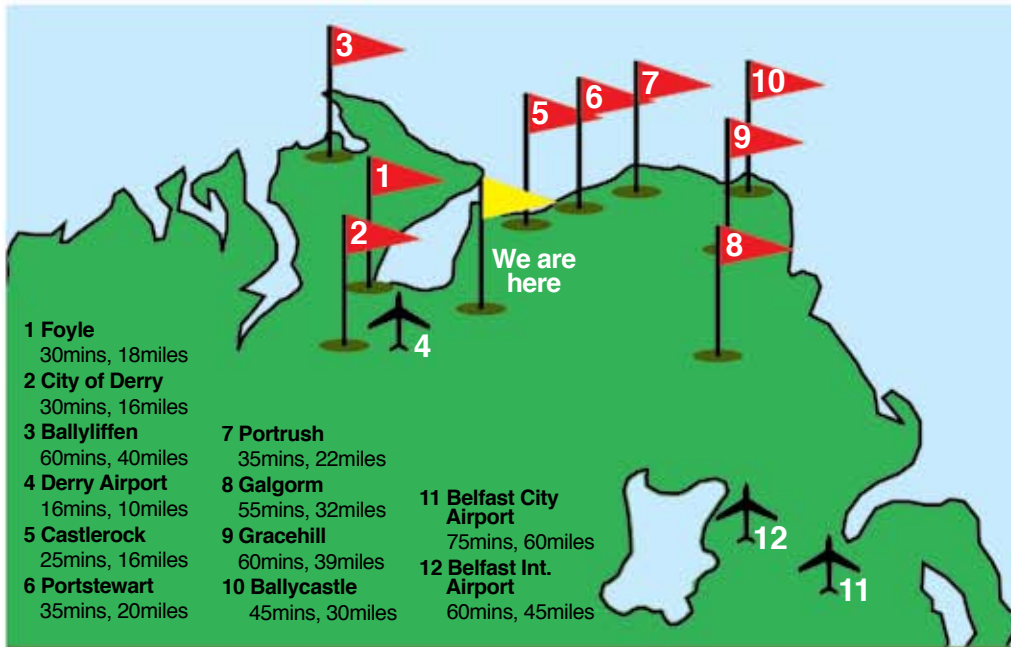 3
10
7
6
5
9
1
2
8
We are
here
4
12
11
1 Foyle
30mins, 18miles
2 City of Derry
30mins, 16miles
3 Ballyliffen
60mins, 40miles
4 Derry Airport
16mins, 10miles
5 Castlerock
25mins, 16miles
6 Portstewart
35mins, 20miles
7 Portrush
35mins, 22miles
8 Galgorm
55mins, 32miles
9 Gracehill
60mins, 39miles
10 Ballycastle
45mins, 30miles
11 Belfast City
Airport
75mins, 60miles
12 Belfast Int.
Airport
60mins, 45miles